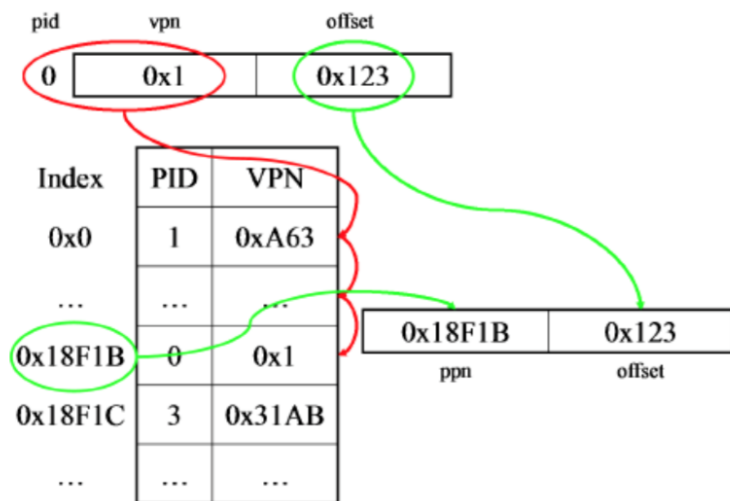 pid vpn offset
0 0x1 0x123
Index PID VPN
0x0 1 0xA63
... ... ...
0x18F1B 0 0x1
0x18F1B 0x123
ppn offset
0x18F1C 3 0x31AB
... ... ...